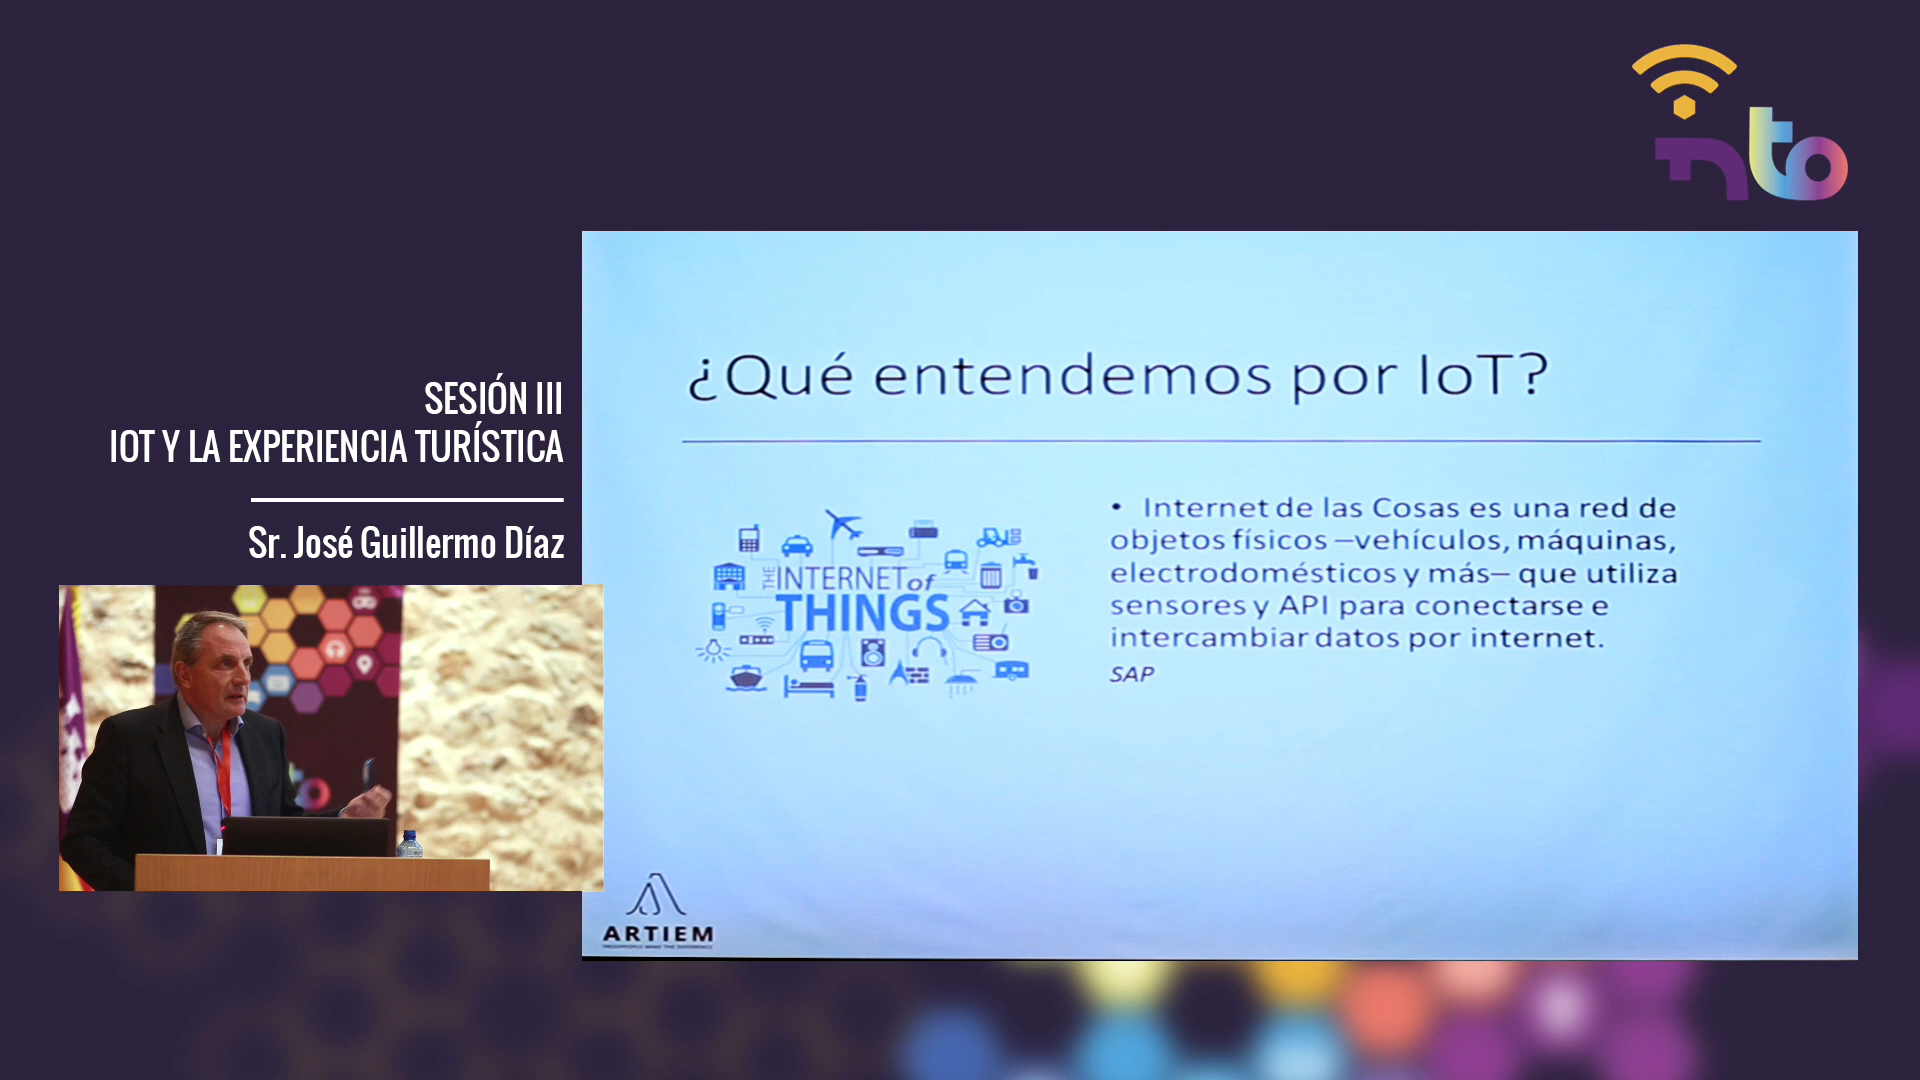 nto
SESIÓN III
IOT Y LA EXPERIENCIA TURÍSTICA
Sr. José Guillermo Díaz
¿Qué entendemos por IoT?
THE INTERNET of
THINGS
• Internet de las Cosas es una red de
objetos físicos –vehículos, máquinas,
electrodomésticos y más– que utiliza
sensores y API para conectarse e
intercambiar datos por internet.
SAP
ARTIEM